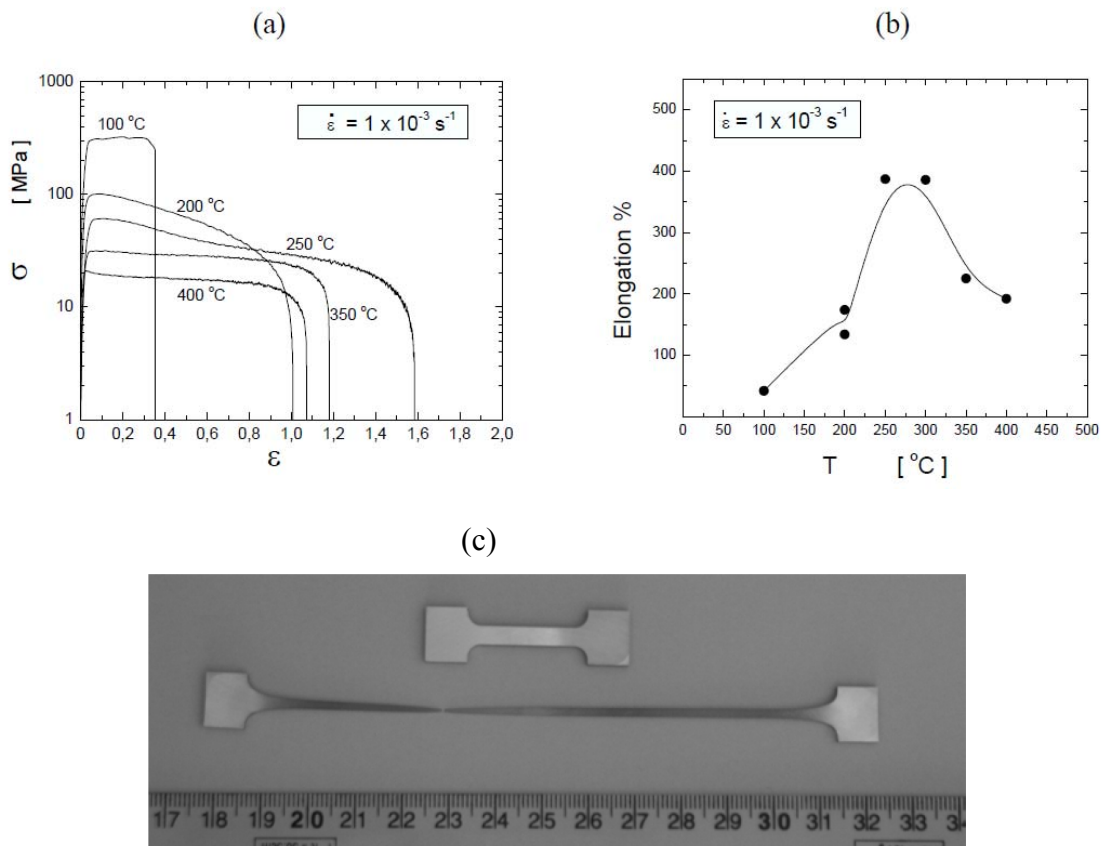 (a)
1000
100
10
1
σ [ MPa]
ε̇ = 1 x 10⁻³ s⁻¹
100 °C
200 °C
250 °C
350 °C
400 °C
0 0,2 0,4 0,6 0,8 1,0 1,2 1,4 1,6 1,8 2,0
ε
(b)
500
400
300
200
100
Elongation %
ε̇ = 1 x 10⁻³ s⁻¹
0 50 100 150 200 250 300 350 400 450 500
T [ °C ]
(c)
17 18 19 20 21 22 23 24 25 26 27 28 29 30 31 32 33 34